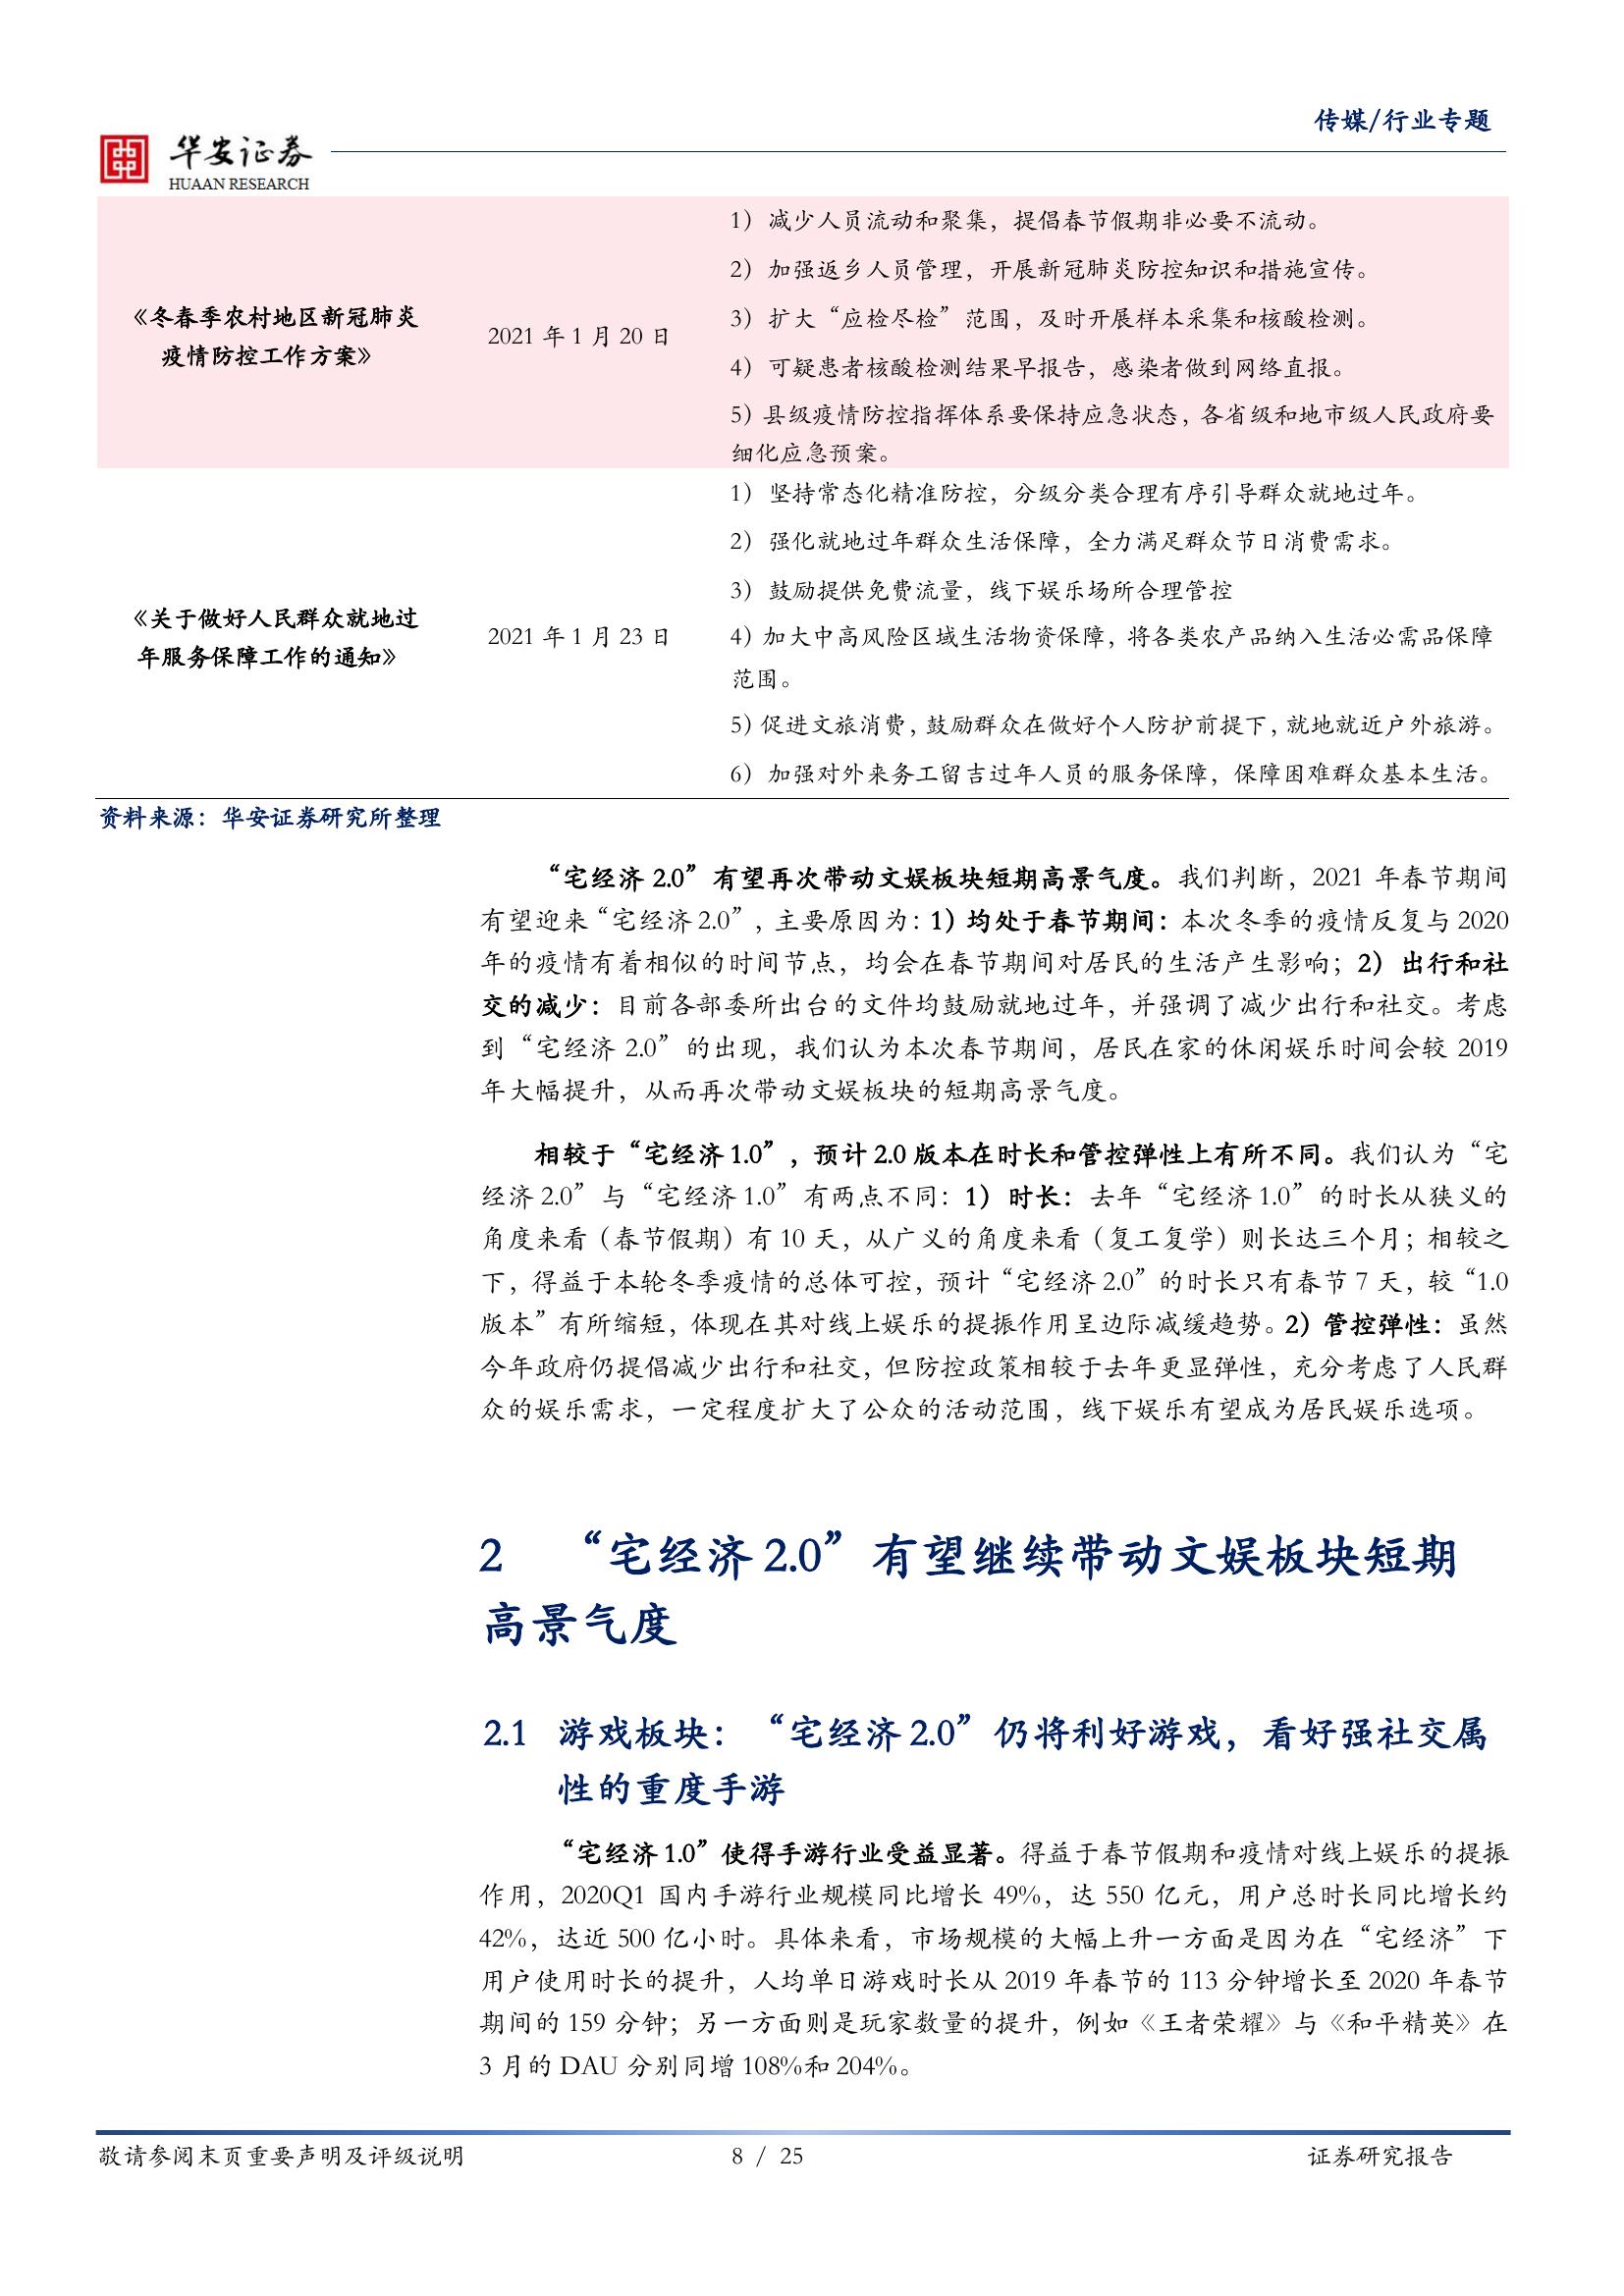 传媒/行业专题
华安证券
HUAAN RESEARCH
《冬春季农村地区新冠肺炎
疫情防控工作方案》
2021 年 1 月 20 日
1） 减少人员流动和聚集，提倡春节假期非必要不流动。
2） 加强返乡人员管理，开展新冠肺炎防控知识和措施宣传。
3） 扩大“应检尽检”范围，及时开展样本采集和核酸检测。
4） 可疑患者核酸检测结果早报告，感染者做到网络直报。
5）县级疫情防控指挥体系要保持应急状态，各省级和地市级人民政府要
细化应急预案。
《关于做好人民群众就地过
年服务保障工作的通知》
2021 年 1 月 23 日
1） 坚持常态化精准防控，分级分类合理有序引导群众就地过年。
2） 强化就地过年群众生活保障，全力满足群众节日消费需求。
3） 鼓励提供免费流量，线下娱乐场所合理管控
4）加大中高风险区域生活物资保障，将各类农产品纳入生活必需品保障
范围。
5）促进文旅消费，鼓励群众在做好个人防护前提下，就地就近户外旅游。
6） 加强对外来务工留吉过年人员的服务保障，保障困难群众基本生活。
资料来源：华安证券研究所整理
“宅经济 2.0”有望再次带动文娱板块短期高景气度。我们判断，2021 年春节期间
有望迎来“宅经济 2.0”，主要原因为：1）均处于春节期间：本次冬季的疫情反复与 2020
年的疫情有着相似的时间节点，均会在春节期间对居民的生活产生影响；2）出行和社
交的减少：目前各部委所出台的文件均鼓励就地过年，并强调了减少出行和社交。考虑
到“宅经济 2.0”的出现，我们认为本次春节期间，居民在家的休闲娱乐时间会较 2019
年大幅提升，从而再次带动文娱板块的短期高景气度。
相较于“宅经济 1.0”，预计 2.0 版本在时长和管控弹性上有所不同。我们认为“宅
经济 2.0”与“宅经济 1.0”有两点不同：1）时长：去年“宅经济 1.0”的时长从狭义的
角度来看（春节假期）有 10 天，从广义的角度来看（复工复学）则长达三个月；相较之
下，得益于本轮冬季疫情的总体可控，预计“宅经济 2.0”的时长只有春节 7 天，较“1.0
版本”有所缩短，体现在其对线上娱乐的提振作用呈边际减缓趋势。2）管控弹性：虽然
今年政府仍提倡减少出行和社交，但防控政策相较于去年更显弹性，充分考虑了人民群
众的娱乐需求，一定程度扩大了公众的活动范围，线下娱乐有望成为居民娱乐选项。
2 “宅经济 2.0”有望继续带动文娱板块短期
高景气度
2.1 游戏板块：“宅经济 2.0”仍将利好游戏，看好强社交属
性的重度手游
“宅经济 1.0”使得手游行业受益显著。得益于春节假期和疫情对线上娱乐的提振
作用，2020Q1 国内手游行业规模同比增长 49%，达 550 亿元，用户总时长同比增长约
42%，达近 500 亿小时。具体来看，市场规模的大幅上升一方面是因为在“宅经济”下
用户使用时长的提升，人均单日游戏时长从 2019 年春节的 113 分钟增长至 2020 年春节
期间的 159 分钟；另一方面则是玩家数量的提升，例如《王者荣耀》与《和平精英》在
3 月的 DAU 分别同增 108%和 204%。
敬请参阅末页重要声明及评级说明
8 / 25
证券研究报告